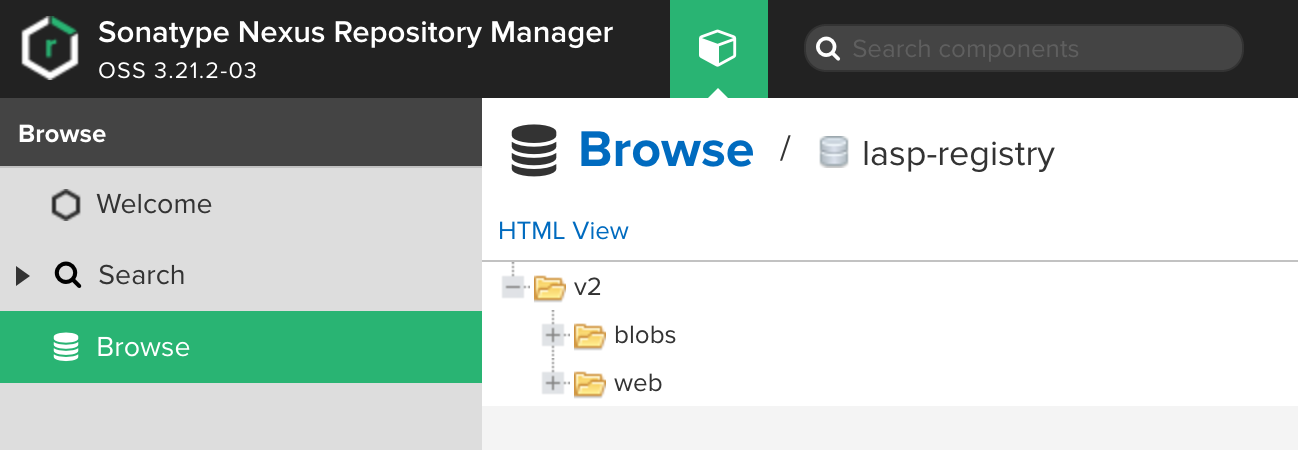 Sonatype Nexus Repository Manager
OSS 3.21.2-03
Search components
Browse
Welcome
Search
Browse
Browse / lasp-registry
HTML View
v2
blobs
web